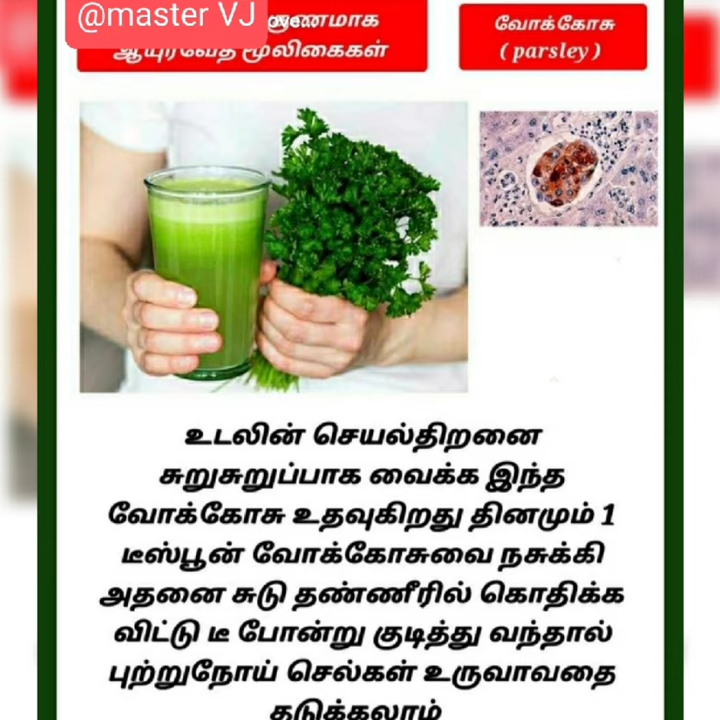 @master VJ
ஆயுர்வேத மூலிகைகள்
வோக்கோசு
( parsley )
உடலின் செயல்திறனை
சுறுசுறுப்பாக வைக்க இந்த
வோக்கோசு உதவுகிறது தினமும் 1
டீஸ்பூன் வோக்கோசுவை நசுக்கி
அதனை சுடு தண்ணீரில் கொதிக்க
விட்டு டீ போன்று குடித்து வந்தால்
புற்றுநோய் செல்கள் உருவாவதை
தடுக்கலாம்